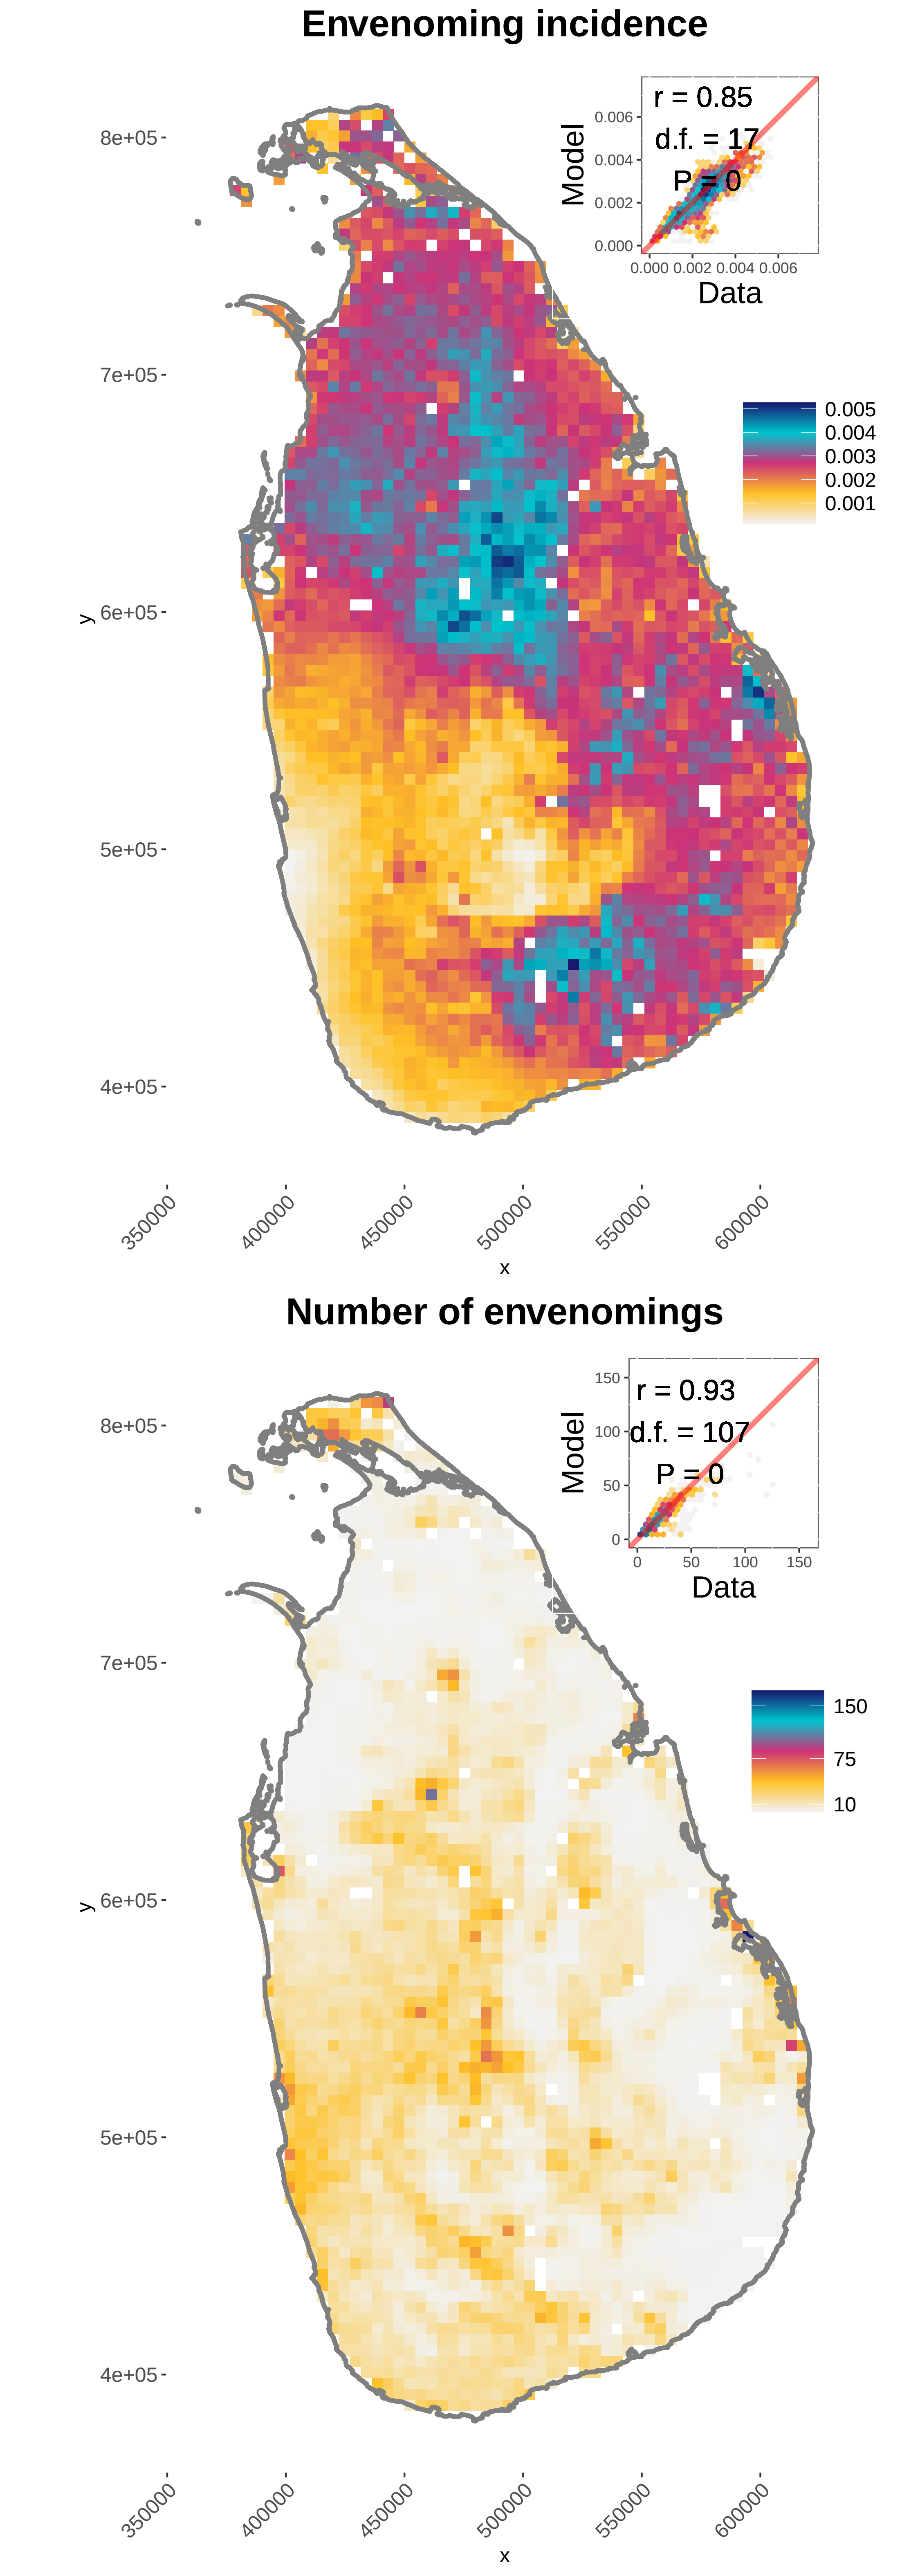 Envenoming incidence
r = 0.85
d.f. = 17
P = 0
Model
0.006
0.004
0.002
0.000
0.000 0.002 0.004 0.006
Data
0.005
0.004
0.003
0.002
0.001
y
8e+05
7e+05
6e+05
5e+05
4e+05
350000 400000 450000 500000 550000 600000
x
Number of envenomings
r = 0.93
d.f. = 107
P = 0
Model
150
100
50
0
0 50 100 150
Data
150
75
10
y
8e+05
7e+05
6e+05
5e+05
4e+05
350000 400000 450000 500000 550000 600000
x